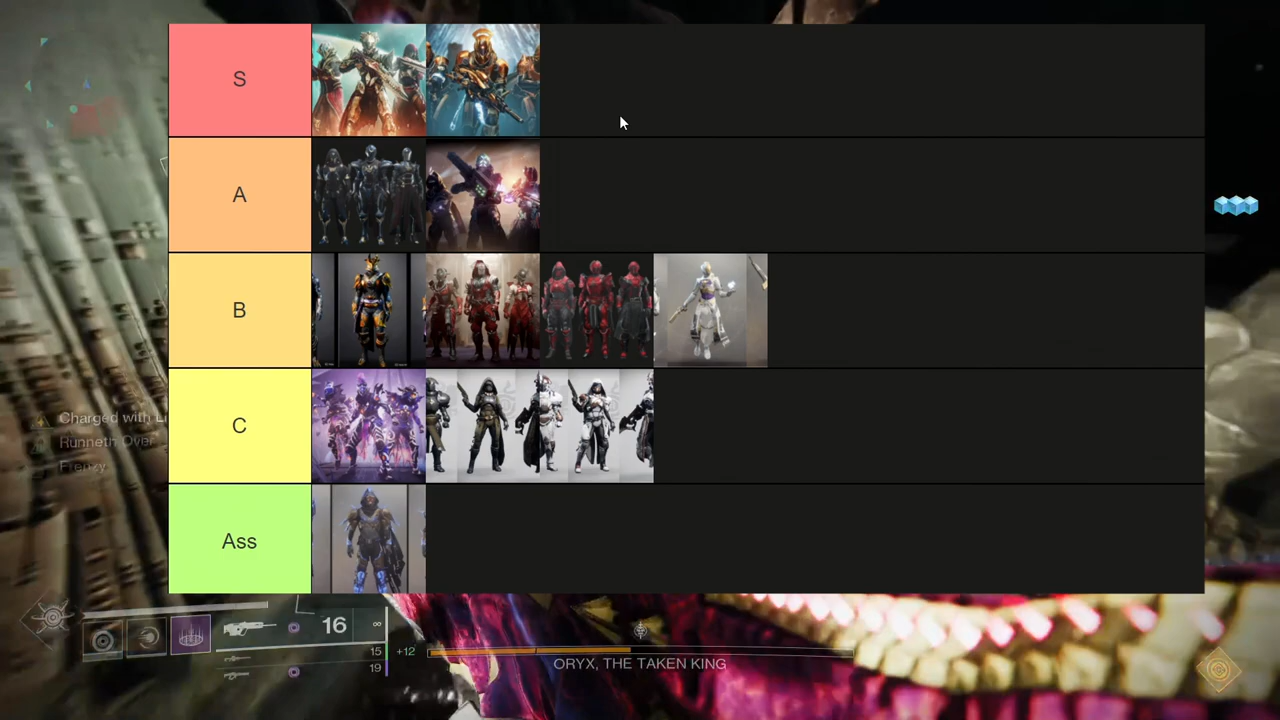 S
A
B
C
Ass
Charged with Li
Runneth Over
Frenzy
16
∞
15
+12
19
ORYX, THE TAKEN KING